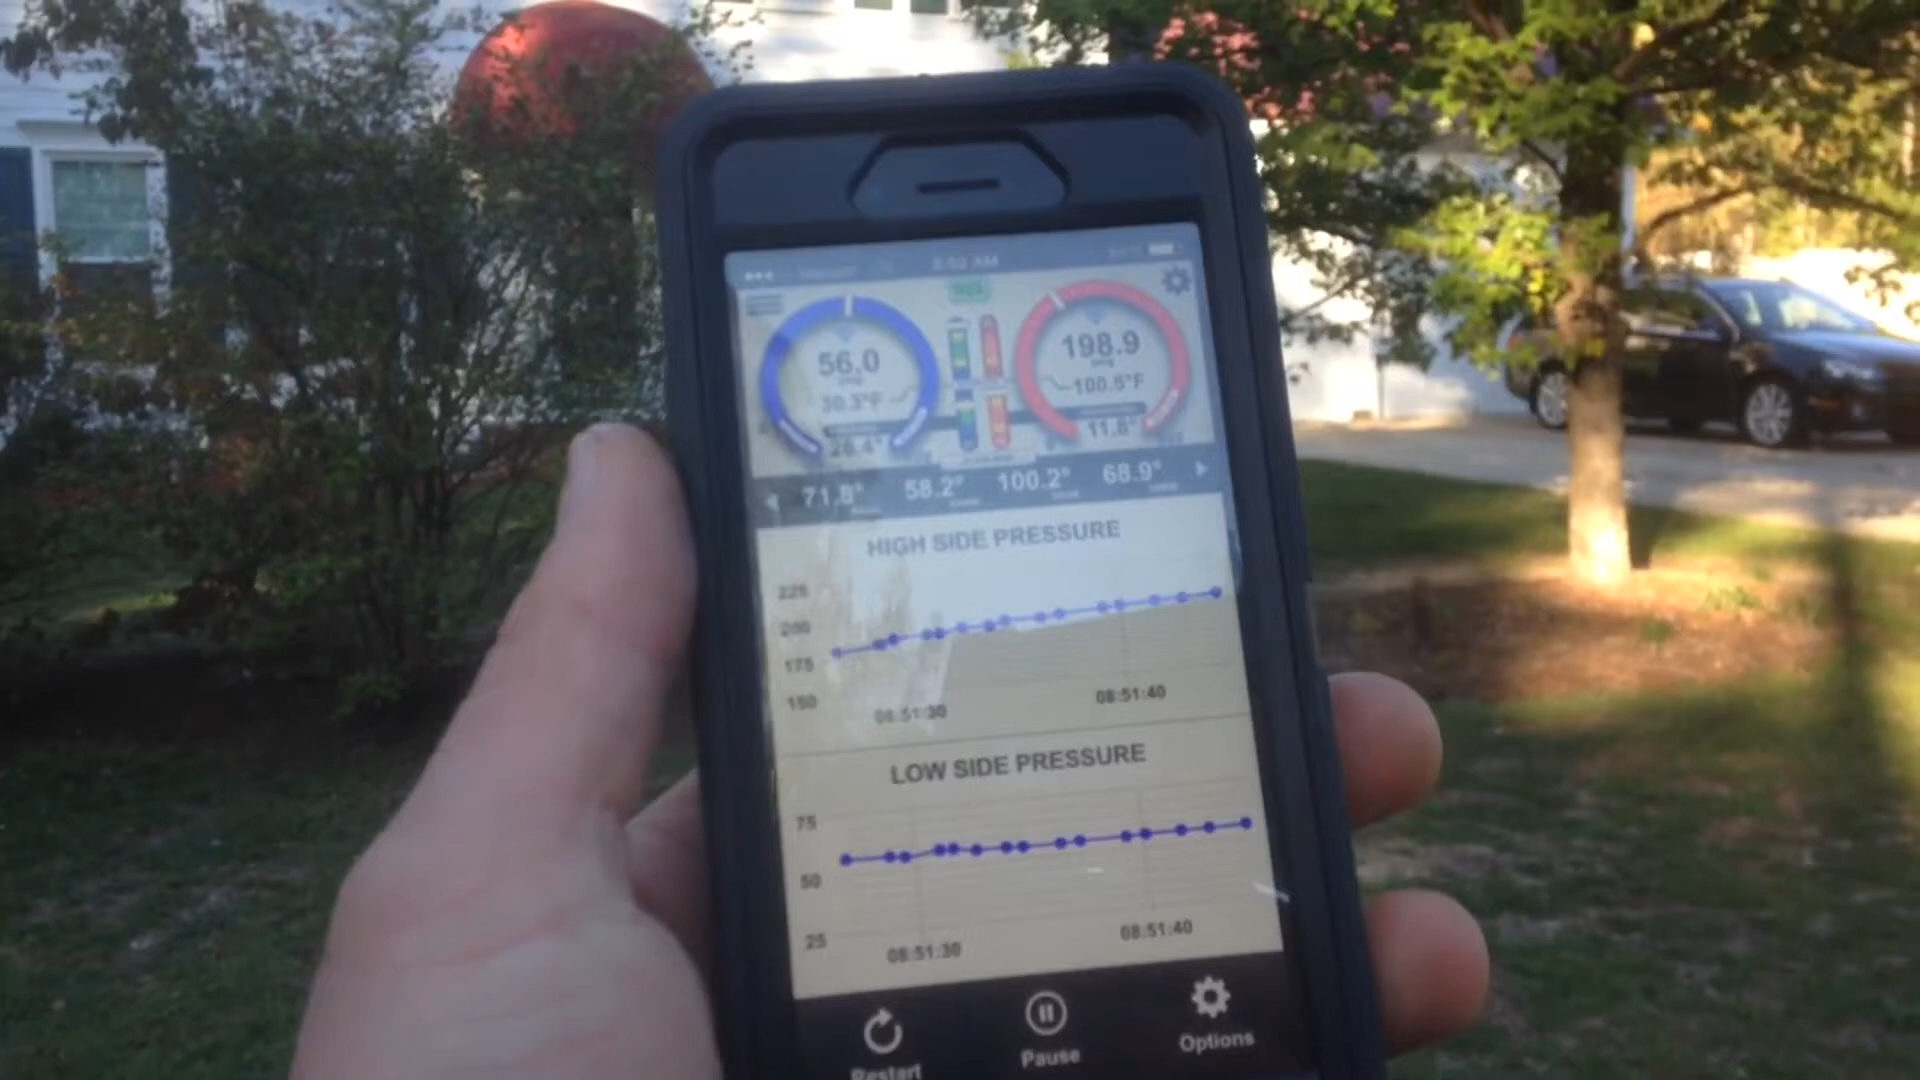 8:52 AM
56.0
psig
30.3°F
26.4°
198.9
psig
100.5°F
11.8°
71.8° 58.2° 100.2° 68.9°
HIGH SIDE PRESSURE
225
200
175
150
08:51:30 08:51:40
LOW SIDE PRESSURE
75
50
25
08:51:30 08:51:40
Restart Pause Options